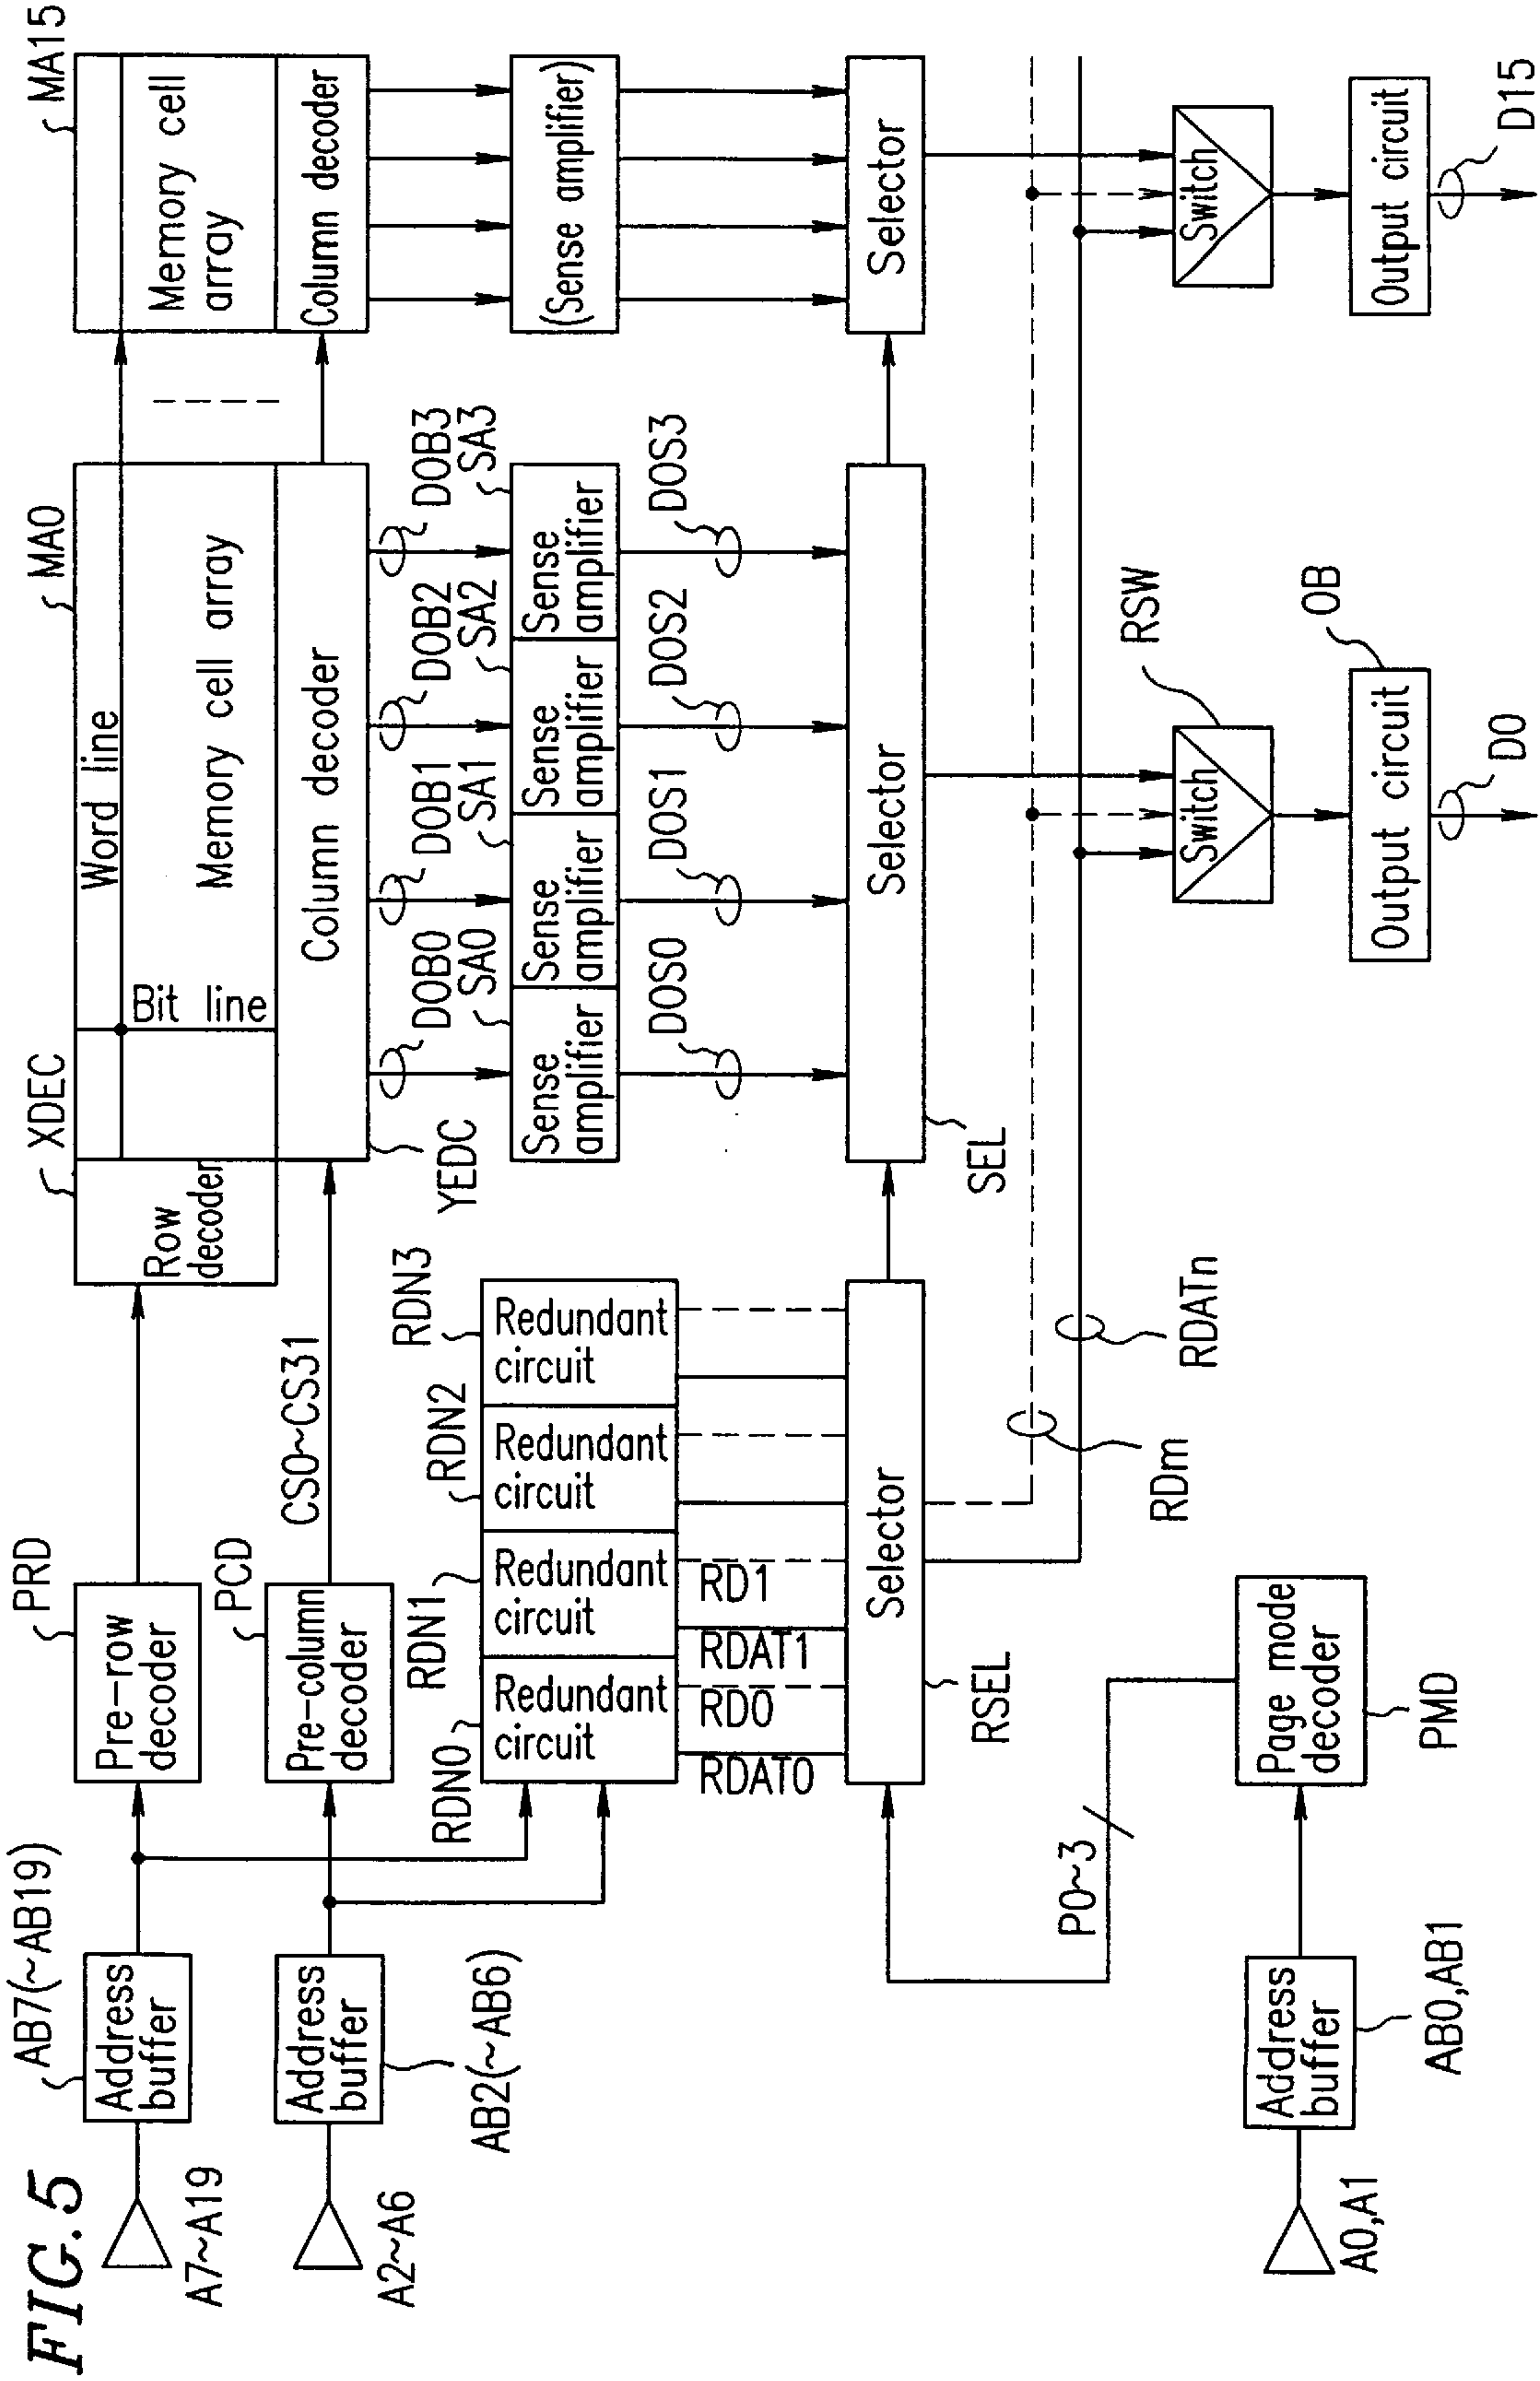 FIG.5
A7~A19
Address
buffer
AB7(~AB19)
Pre-row
decoder
PRD
Row
decoder
XDEC
Word line
Bit line
Memory cell array
MA0
Memory cell
array
MA15
A2~A6
Address
buffer
AB2(~AB6)
Pre-column
decoder
PCD
CS0~CS31
Column decoder
YEDC
Column decoder
DOB0
DOB1
DOB2
DOB3
SA0
SA1
SA2
SA3
Sense
amplifier
Sense
amplifier
Sense
amplifier
Sense
amplifier
(Sense amplifier)
RDN0
RDN1
RDN2
RDN3
Redundant
circuit
Redundant
circuit
Redundant
circuit
Redundant
circuit
RDAT0
RD0
RDAT1
RD1
DOS0
DOS1
DOS2
DOS3
Selector
RSEL
Selector
SEL
Selector
P0~3
RDm
RDATn
A0,A1
Address
buffer
AB0,AB1
Page mode
decoder
PMD
Switch
RSW
Switch
Output circuit
OB
Output circuit
D0
D15